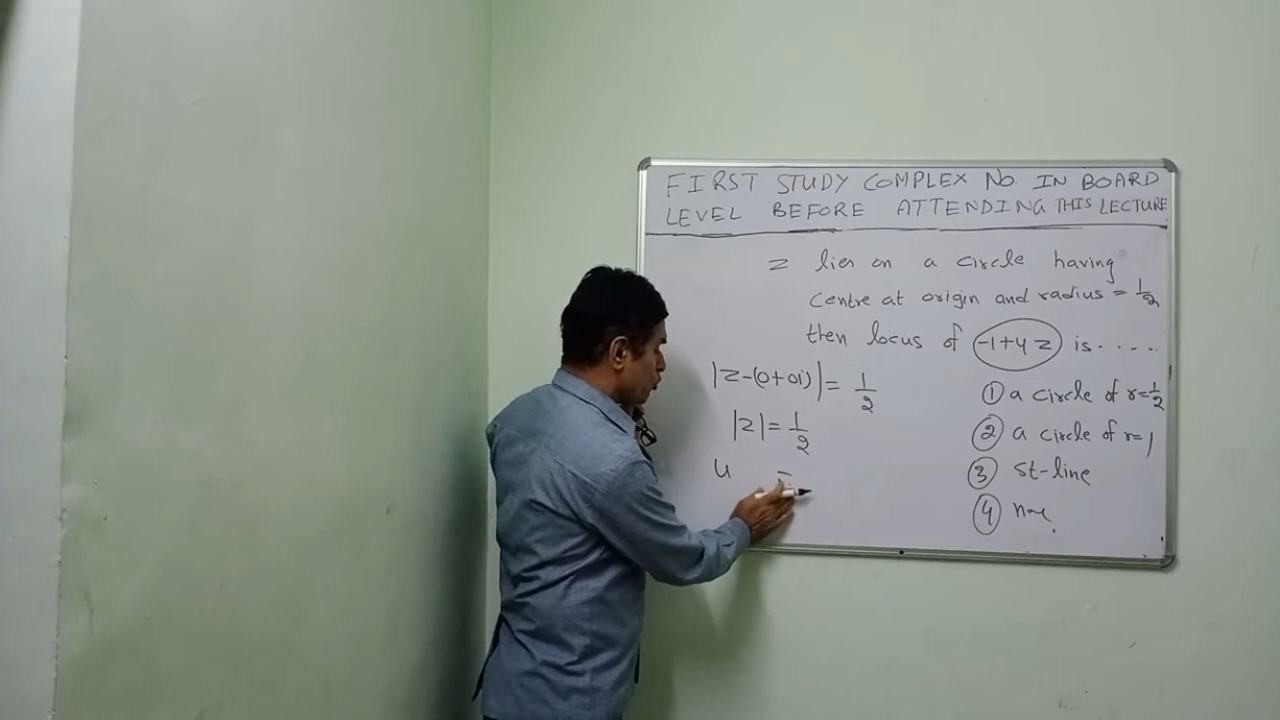 FIRST STUDY COMPLEX NO. IN BOARD
LEVEL BEFORE ATTENDING THIS LECTURE
z lies on a circle having
centre at origin and radius = 1/2
then locus of -1+4z is.....
|z-(0+0i)| = 1/2
|z| = 1/2
4 =
① a circle of r=1/2
② a circle of r=1
③ st-line
④